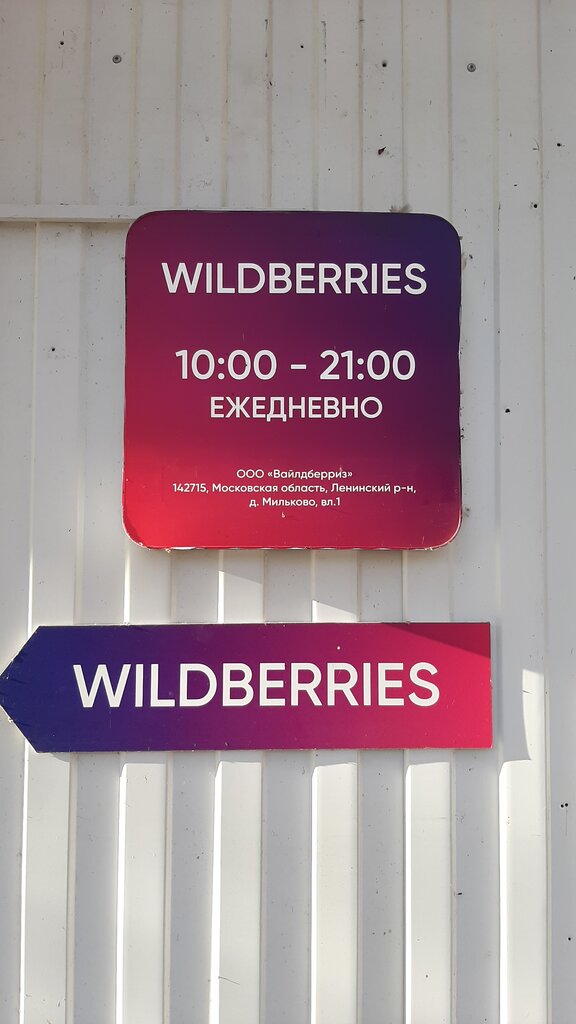 WILDBERRIES
10:00 - 21:00
ЕЖЕДНЕВНО
ООО «Вайлдберриз»
142715, Московская область, Ленинский р-н,
д. Мильково, вл.1
WILDBERRIES